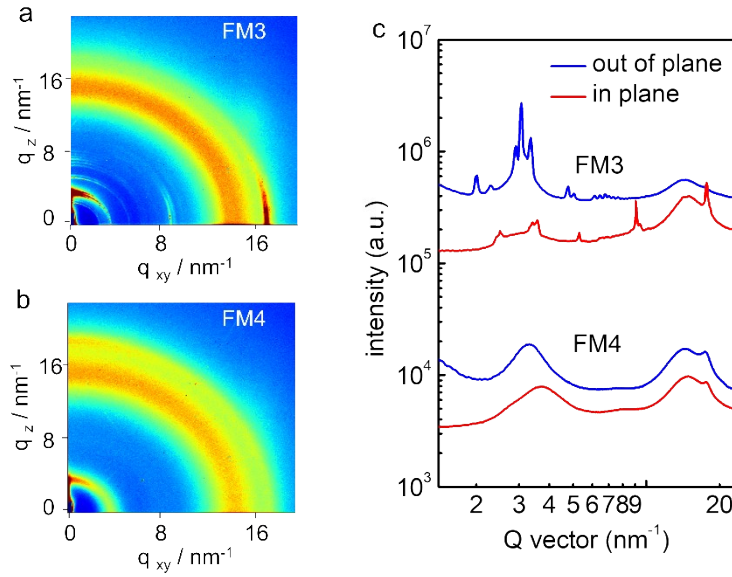 a
FM3
16
8
0
q z / nm-1
0
8
16
q xy / nm-1
b
FM4
16
8
0
q z / nm-1
0
8
16
q xy / nm-1
c
10^7
10^6
10^5
10^4
10^3
intensity (a.u.)
out of plane
in plane
FM3
FM4
2 3 4 5 6 7 8 9 20
Q vector (nm-1)